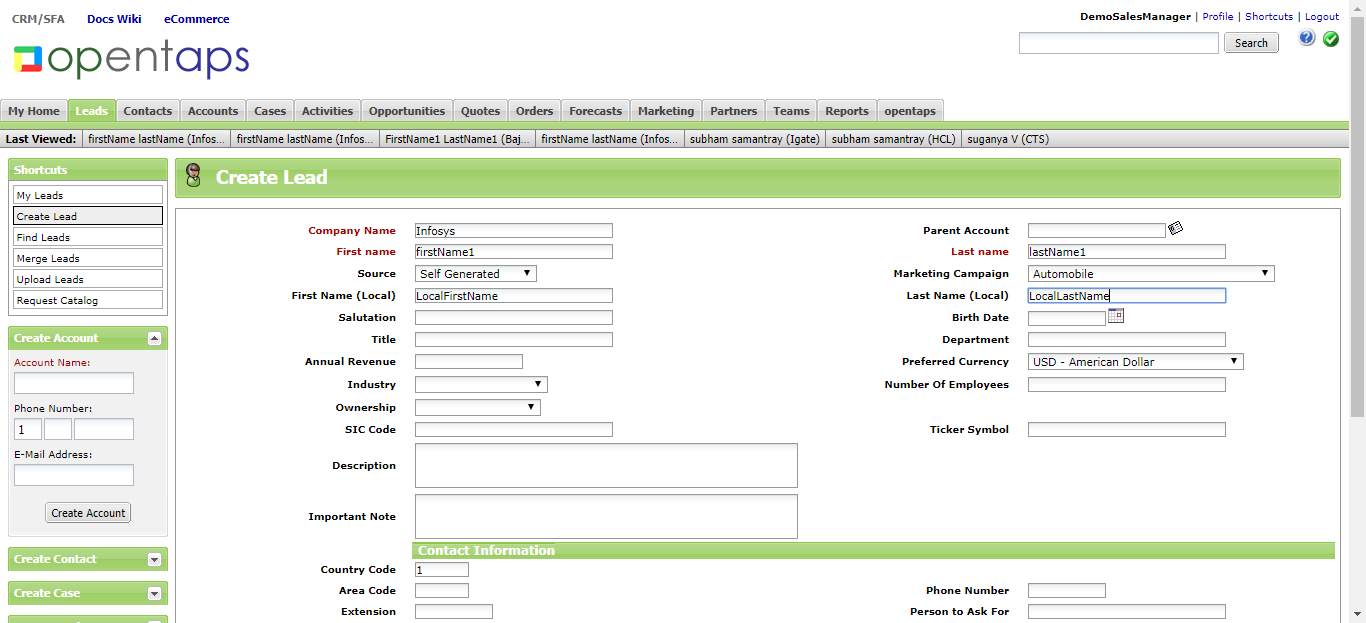 CRM/SFA Docs Wiki eCommerce
DemoSalesManager | Profile | Shortcuts | Logout
opentaps
Search
My Home Leads Contacts Accounts Cases Activities Opportunities Quotes Orders Forecasts Marketing Partners Teams Reports opentaps
Last Viewed: firstName lastName (Infos... firstName lastName (Infos... FirstName1 LastName1 (Baj... firstName lastName (Infos... subham samantray (Igate) subham samantray (HCL) suganya V (CTS)
Shortcuts
My Leads
Create Lead
Find Leads
Merge Leads
Upload Leads
Request Catalog
Create Account
Account Name:
Phone Number:
1
E-Mail Address:
Create Account
Create Contact
Create Case
Create Lead
Company Name Infosys Parent Account
First name firstName1 Last name lastName1
Source Self Generated Marketing Campaign Automobile
First Name (Local) LocalFirstName Last Name (Local) LocalLastName
Salutation Birth Date
Title Department
Annual Revenue Preferred Currency USD - American Dollar
Industry Number Of Employees
Ownership
SIC Code Ticker Symbol
Description
Important Note
Contact Information
Country Code 1
Area Code Phone Number
Extension Person to Ask For